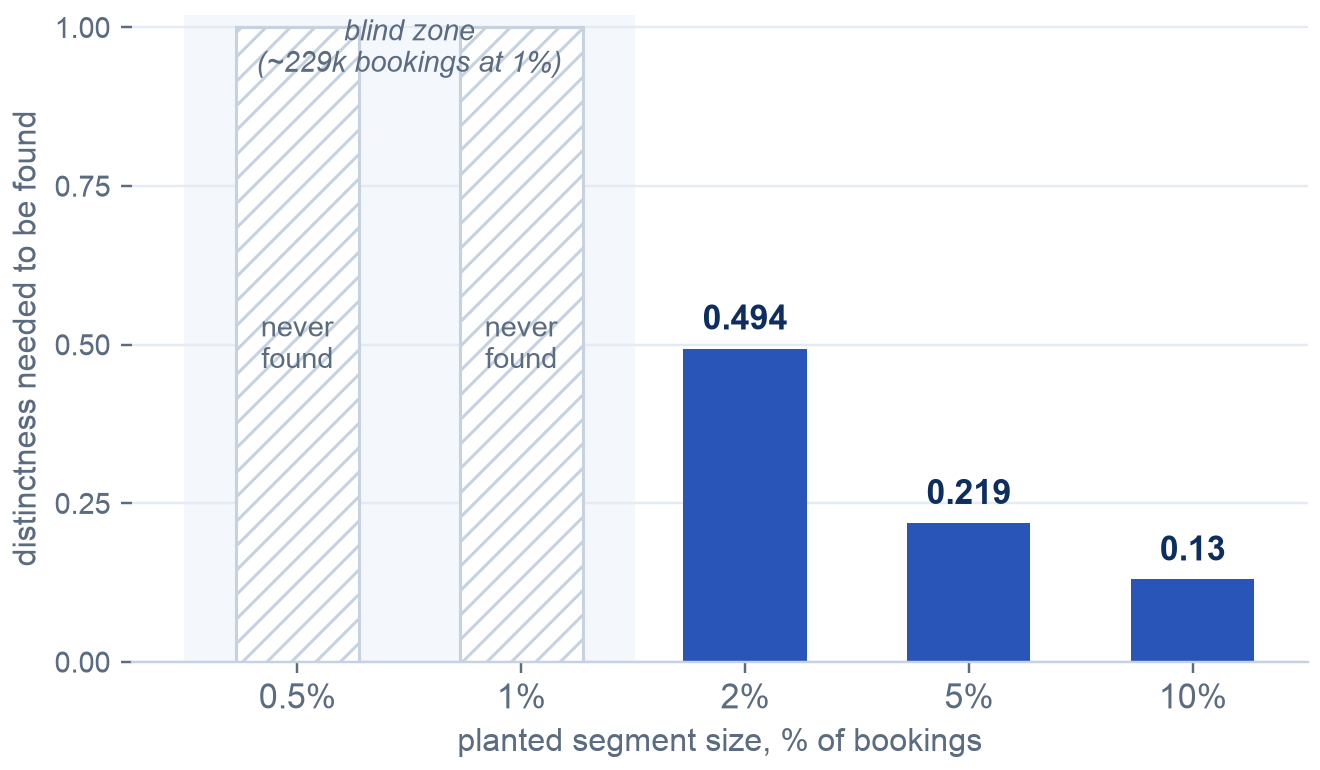 blind zone
(~229k bookings at 1%)
1.00
0.75
0.50
0.25
0.00
distinctness needed to be found
never
found
never
found
0.494
0.219
0.13
0.5%
1%
2%
5%
10%
planted segment size, % of bookings